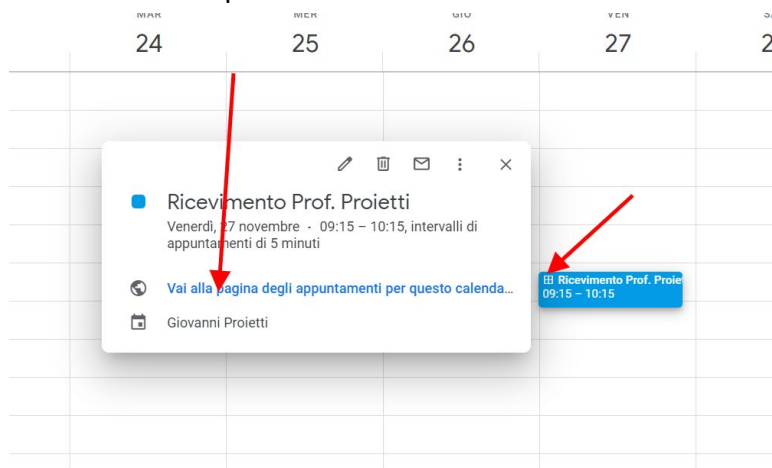 MAR MER GIO VEN
24 25 26 27 2
Ricevimento Prof. Proietti
Venerdì, 27 novembre · 09:15 – 10:15, intervalli di
appuntamenti di 5 minuti
Vai alla pagina degli appuntamenti per questo calenda...
Giovanni Proietti
Ricevimento Prof. Proie
09:15 – 10:15